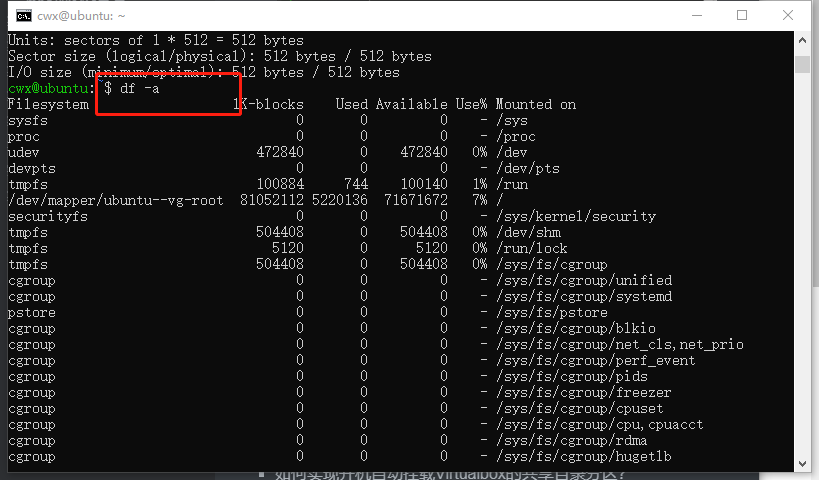 cwx@ubuntu: ~
Units: sectors of 1 * 512 = 512 bytes
Sector size (logical/physical): 512 bytes / 512 bytes
I/O size (minimum/optimal): 512 bytes / 512 bytes
cwx@ubuntu:~$ df -a
Filesystem 1K-blocks Used Available Use% Mounted on
sysfs 0 0 0 - /sys
proc 0 0 0 - /proc
udev 472840 0 472840 0% /dev
devpts 0 0 0 - /dev/pts
tmpfs 100884 744 100140 1% /run
/dev/mapper/ubuntu--vg-root 81052112 5220136 71671672 7% /
securityfs 0 0 0 - /sys/kernel/security
tmpfs 504408 0 504408 0% /dev/shm
tmpfs 5120 0 5120 0% /run/lock
tmpfs 504408 0 504408 0% /sys/fs/cgroup
cgroup 0 0 0 - /sys/fs/cgroup/unified
cgroup 0 0 0 - /sys/fs/cgroup/systemd
pstore 0 0 0 - /sys/fs/pstore
cgroup 0 0 0 - /sys/fs/cgroup/blkio
cgroup 0 0 0 - /sys/fs/cgroup/net_cls,net_prio
cgroup 0 0 0 - /sys/fs/cgroup/perf_event
cgroup 0 0 0 - /sys/fs/cgroup/pids
cgroup 0 0 0 - /sys/fs/cgroup/freezer
cgroup 0 0 0 - /sys/fs/cgroup/cpuset
cgroup 0 0 0 - /sys/fs/cgroup/cpu,cpuacct
cgroup 0 0 0 - /sys/fs/cgroup/rdma
cgroup 0 0 0 - /sys/fs/cgroup/hugetlb
如何实现开机自动挂载Virtualbox的共享目录分区?